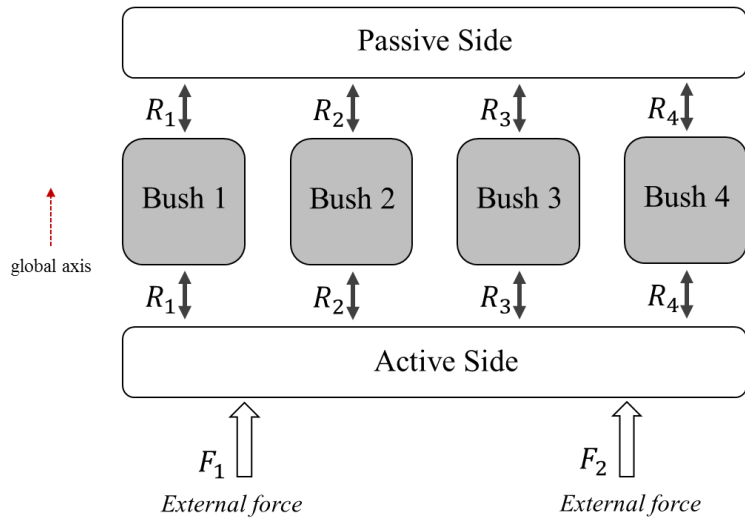 Passive Side
R₁ R₂ R₃ R₄
Bush 1 Bush 2 Bush 3 Bush 4
global axis
R₁ R₂ R₃ R₄
Active Side
F₁ F₂
External force External force